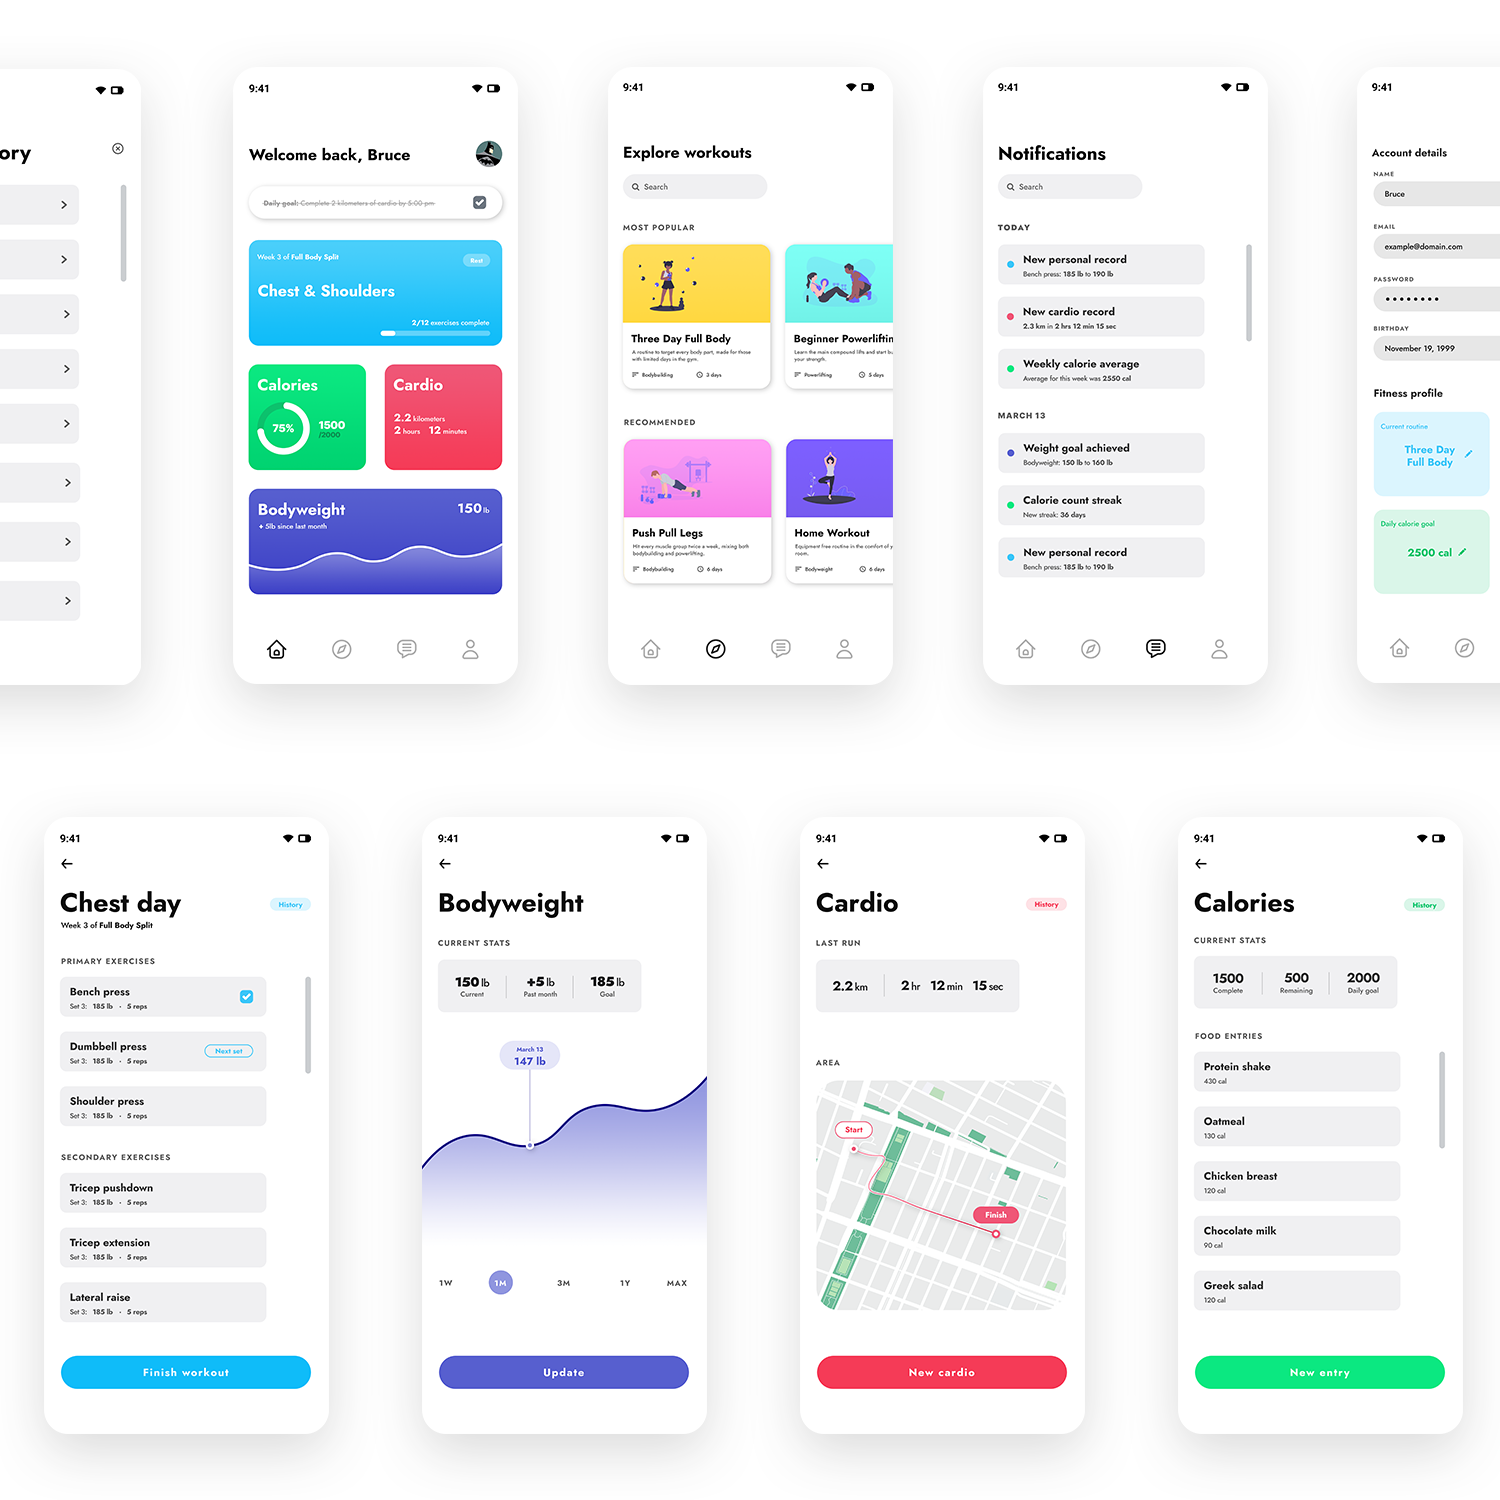 ory
9:41
Welcome back, Bruce
Daily goal: Complete 2 kilometers of cardio by 5:00 pm
Week 3 of Full Body Split
Rest
Chest & Shoulders
2/12 exercises complete
Calories
75%
1500
/2000
Cardio
2.2 kilometers
2 hours 12 minutes
Bodyweight
150 lb
+ 5lb since last month
9:41
Explore workouts
Search
MOST POPULAR
Three Day Full Body
A routine to target every body part, made for those
with limited days in the gym.
Bodybuilding
3 days
Beginner Powerliftin
Learn the main compound lifts and start bu
your strength.
Powerlifting
5 days
RECOMMENDED
Push Pull Legs
Hit every muscle group twice a week, mixing both
bodybuilding and powerlifting.
Bodybuilding
6 days
Home Workout
Equipment free routine in the comfort of y
room.
Bodyweight
6 days
9:41
Notifications
Search
TODAY
New personal record
Bench press: 185 lb to 190 lb
New cardio record
2.3 km in 2 hrs 12 min 15 sec
Weekly calorie average
Average for this week was 2550 cal
MARCH 13
Weight goal achieved
Bodyweight: 150 lb to 160 lb
Calorie count streak
New streak: 36 days
New personal record
Bench press: 185 lb to 190 lb
9:41
Account details
NAME
Bruce
EMAIL
example@domain.com
PASSWORD
••••••••
BIRTHDAY
November 19, 1999
Fitness profile
Current routine
Three Day
Full Body
Daily calorie goal
2500 cal
9:41
Chest day
History
Week 3 of Full Body Split
PRIMARY EXERCISES
Bench press
Set 3: 185 lb · 5 reps
Dumbbell press
Set 3: 185 lb · 5 reps
Next set
Shoulder press
Set 3: 185 lb · 5 reps
SECONDARY EXERCISES
Tricep pushdown
Set 3: 185 lb · 5 reps
Tricep extension
Set 3: 185 lb · 5 reps
Lateral raise
Set 3: 185 lb · 5 reps
Finish workout
9:41
Bodyweight
CURRENT STATS
150 lb
Current
+5 lb
Past month
185 lb
Goal
March 13
147 lb
1W 1M 3M 1Y MAX
Update
9:41
Cardio
History
LAST RUN
2.2 km
2 hr 12 min 15 sec
AREA
Start
Finish
New cardio
9:41
Calories
History
CURRENT STATS
1500
Complete
500
Remaining
2000
Daily goal
FOOD ENTRIES
Protein shake
430 cal
Oatmeal
130 cal
Chicken breast
120 cal
Chocolate milk
90 cal
Greek salad
120 cal
New entry